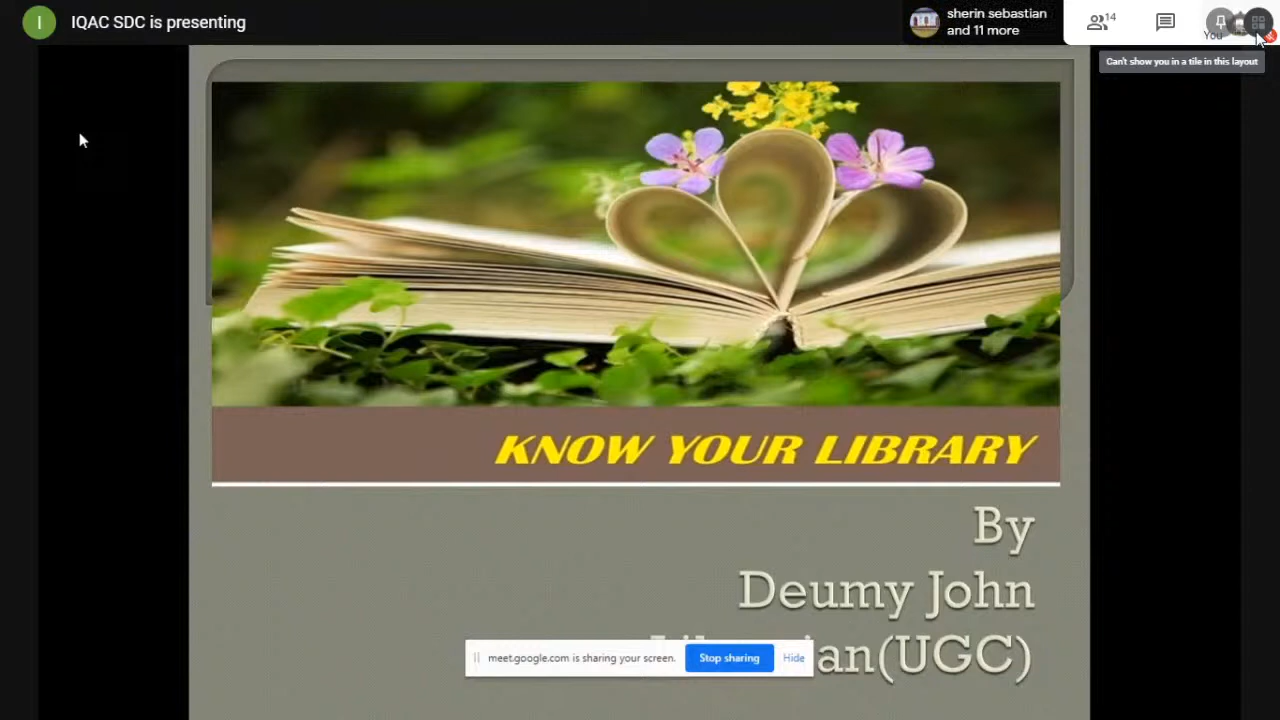 I
IQAC SDC is presenting
sherin sebastian
and 11 more
14
You
Can't show you in a tile in this layout
KNOW YOUR LIBRARY
By
Deumy John
(UGC)
meet.google.com is sharing your screen.
Stop sharing
Hide